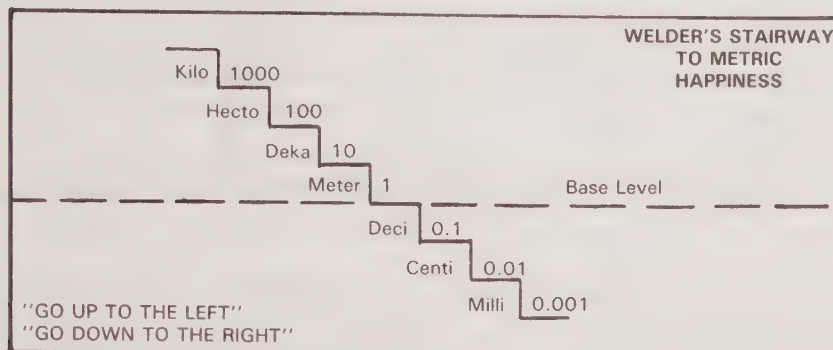 WELDER'S STAIRWAY
TO METRIC
HAPPINESS
Kilo 1000
Hecto 100
Deka 10
Meter 1
Base Level
Deci 0.1
Centi 0.01
Milli 0.001
"GO UP TO THE LEFT"
"GO DOWN TO THE RIGHT"